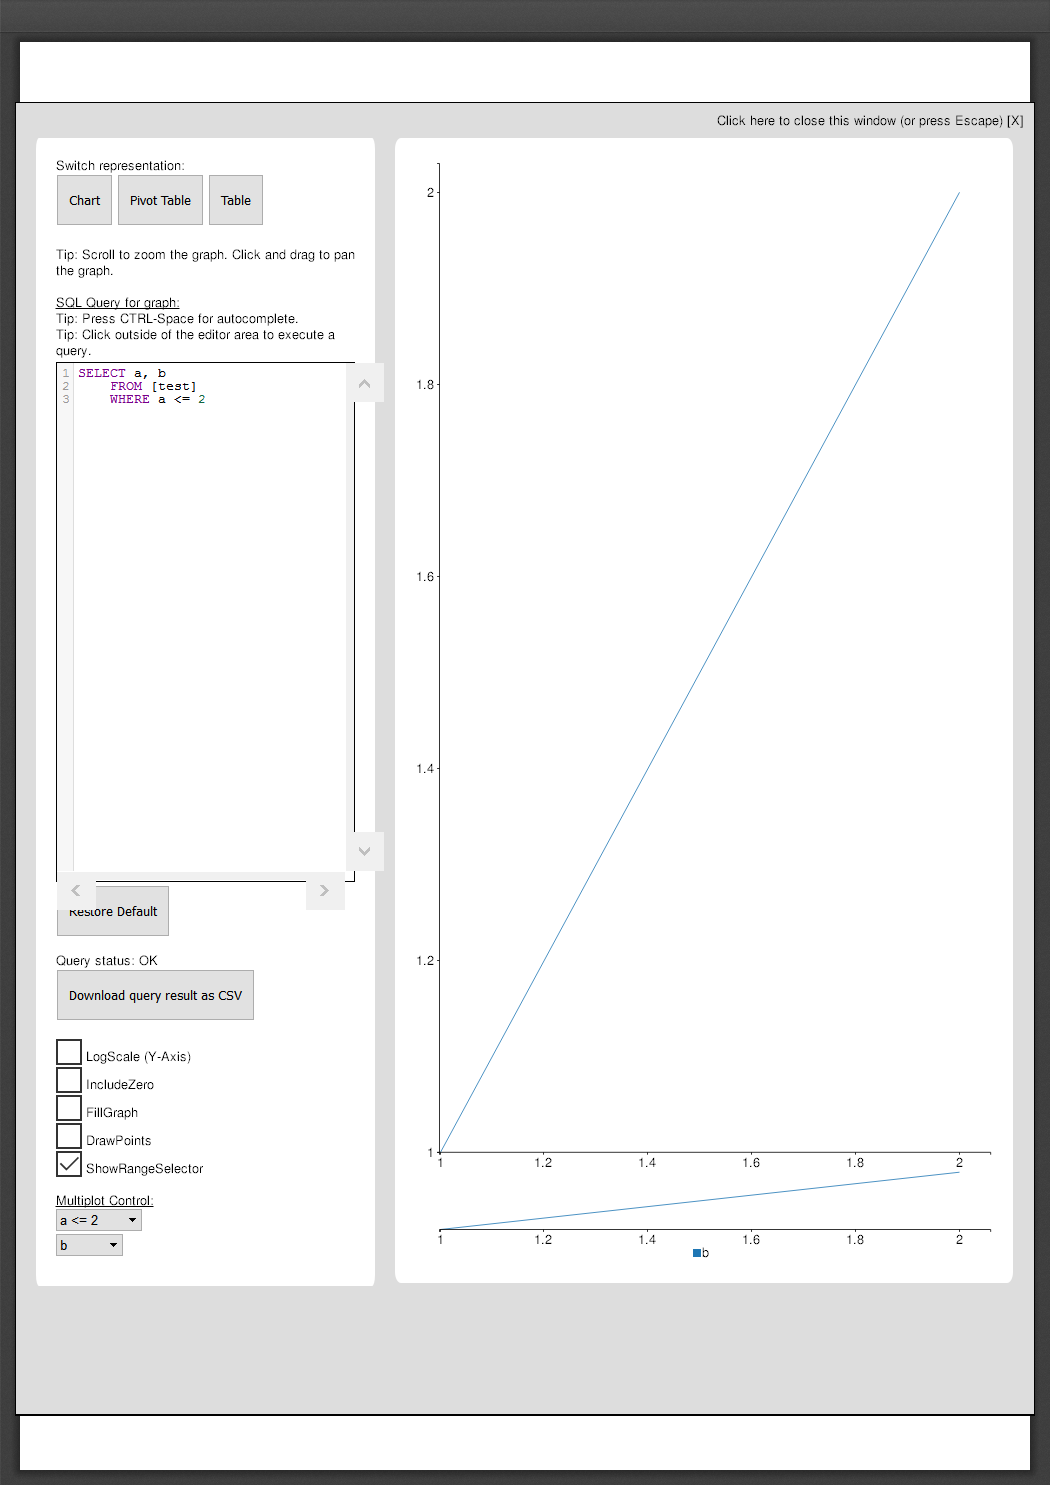 Click here to close this window (or press Escape) [X]
Switch representation:
Chart
Pivot Table
Table
Tip: Scroll to zoom the graph. Click and drag to pan
the graph.
SQL Query for graph:
Tip: Press CTRL-Space for autocomplete.
Tip: Click outside of the editor area to execute a
query.
1 SELECT a, b
2 FROM [test]
3 WHERE a <= 2
Restore Default
Query status: OK
Download query result as CSV
LogScale (Y-Axis)
IncludeZero
FillGraph
DrawPoints
ShowRangeSelector
Multiplot Control:
a <= 2
b
2
1.8
1.6
1.4
1.2
1
1 1.2 1.4 1.6 1.8 2
1 1.2 1.4 1.6 1.8 2
b